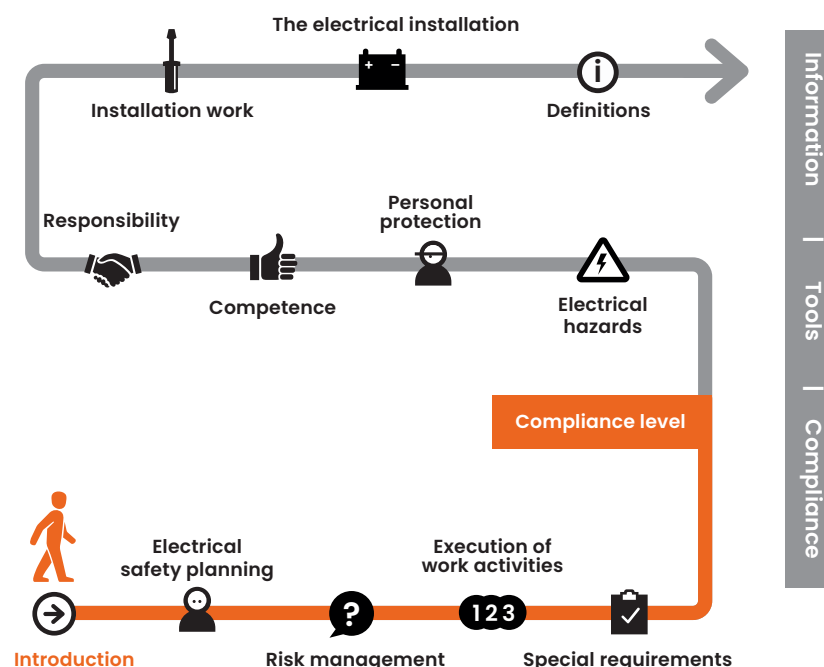 The electrical installation
+ −
i
Installation work
Definitions
Information | Tools | Compliance
Personal
protection
Responsibility
Competence
Electrical
hazards
Compliance level
Electrical
safety planning
Execution of
work activities
?
123
Introduction
Risk management
Special requirements